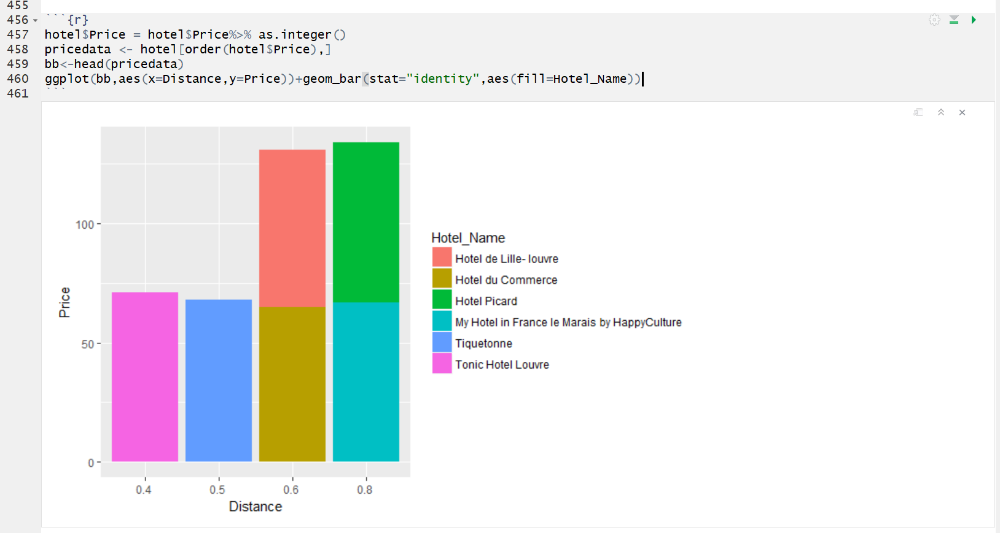 455
456 ```{r}
457 hotel$Price = hotel$Price%>% as.integer()
458 pricedata <- hotel[order(hotel$Price),]
459 bb<-head(pricedata)
460 ggplot(bb,aes(x=Distance,y=Price))+geom_bar(stat="identity",aes(fill=Hotel_Name))
461 ```
100
50
0
Price
0.4 0.5 0.6 0.8
Distance
Hotel_Name
Hotel de Lille- louvre
Hotel du Commerce
Hotel Picard
My Hotel in France le Marais by HappyCulture
Tiquetonne
Tonic Hotel Louvre